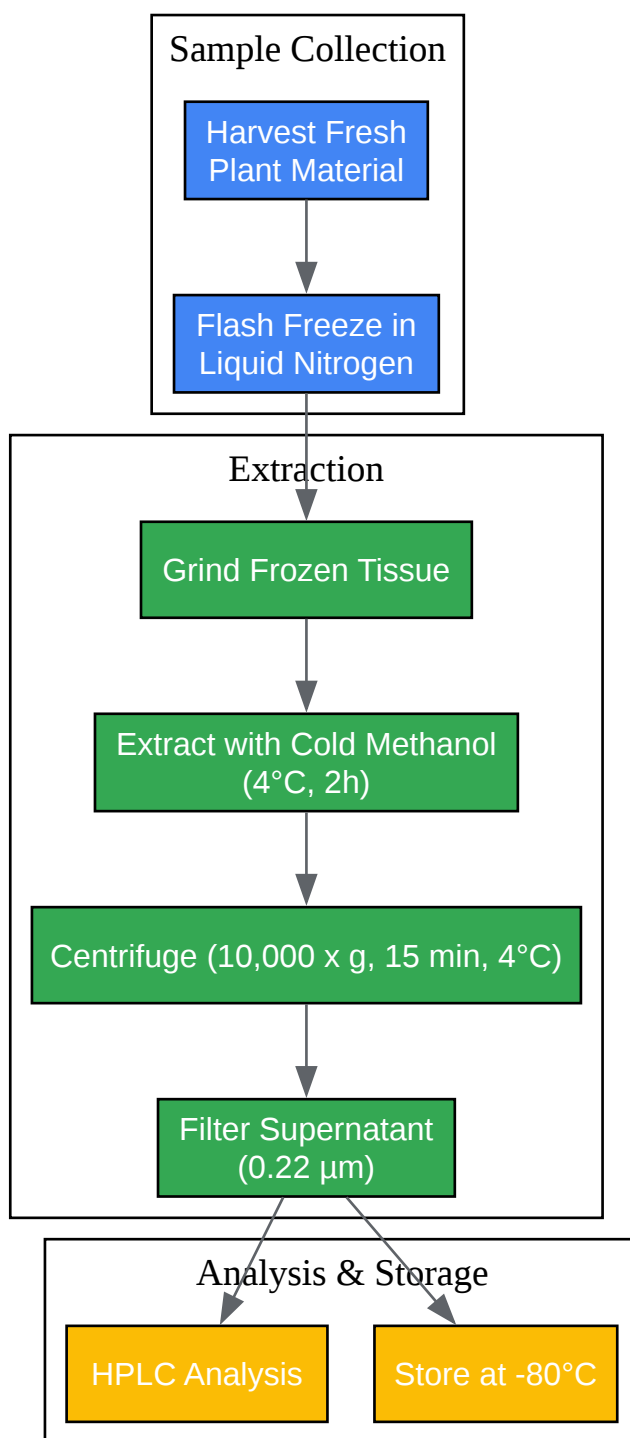 Sample Collection
Harvest Fresh
Plant Material
Flash Freeze in
Liquid Nitrogen
Extraction
Grind Frozen Tissue
Extract with Cold Methanol
(4°C, 2h)
Centrifuge (10,000 x g, 15 min, 4°C)
Filter Supernatant
(0.22 µm)
Analysis & Storage
HPLC Analysis
Store at -80°C